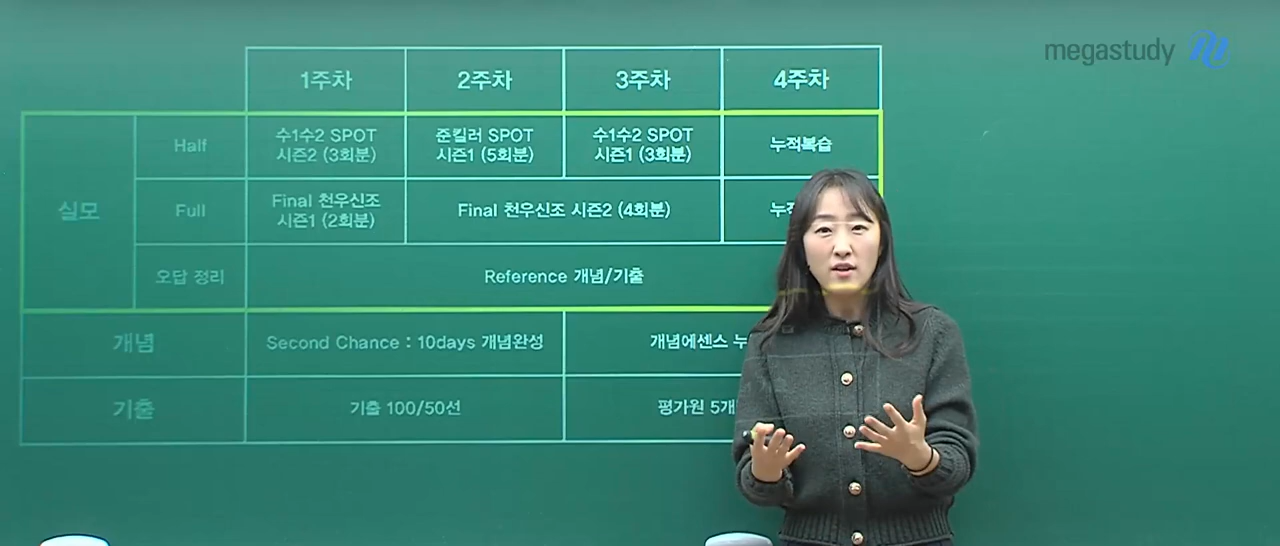 megastudy
1주차 2주차 3주차 4주차
실모
Half
수1수2 SPOT
시즌2 (3회분)
준킬러 SPOT
시즌1 (5회분)
수1수2 SPOT
시즌1 (3회분)
누적복습
Full
Final 천우신조
시즌1 (2회분)
Final 천우신조 시즌2 (4회분)
오답 정리
Reference 개념/기출
개념
Second Chance : 10days 개념완성
개념에센스
기출
기출 100/50선
평가원